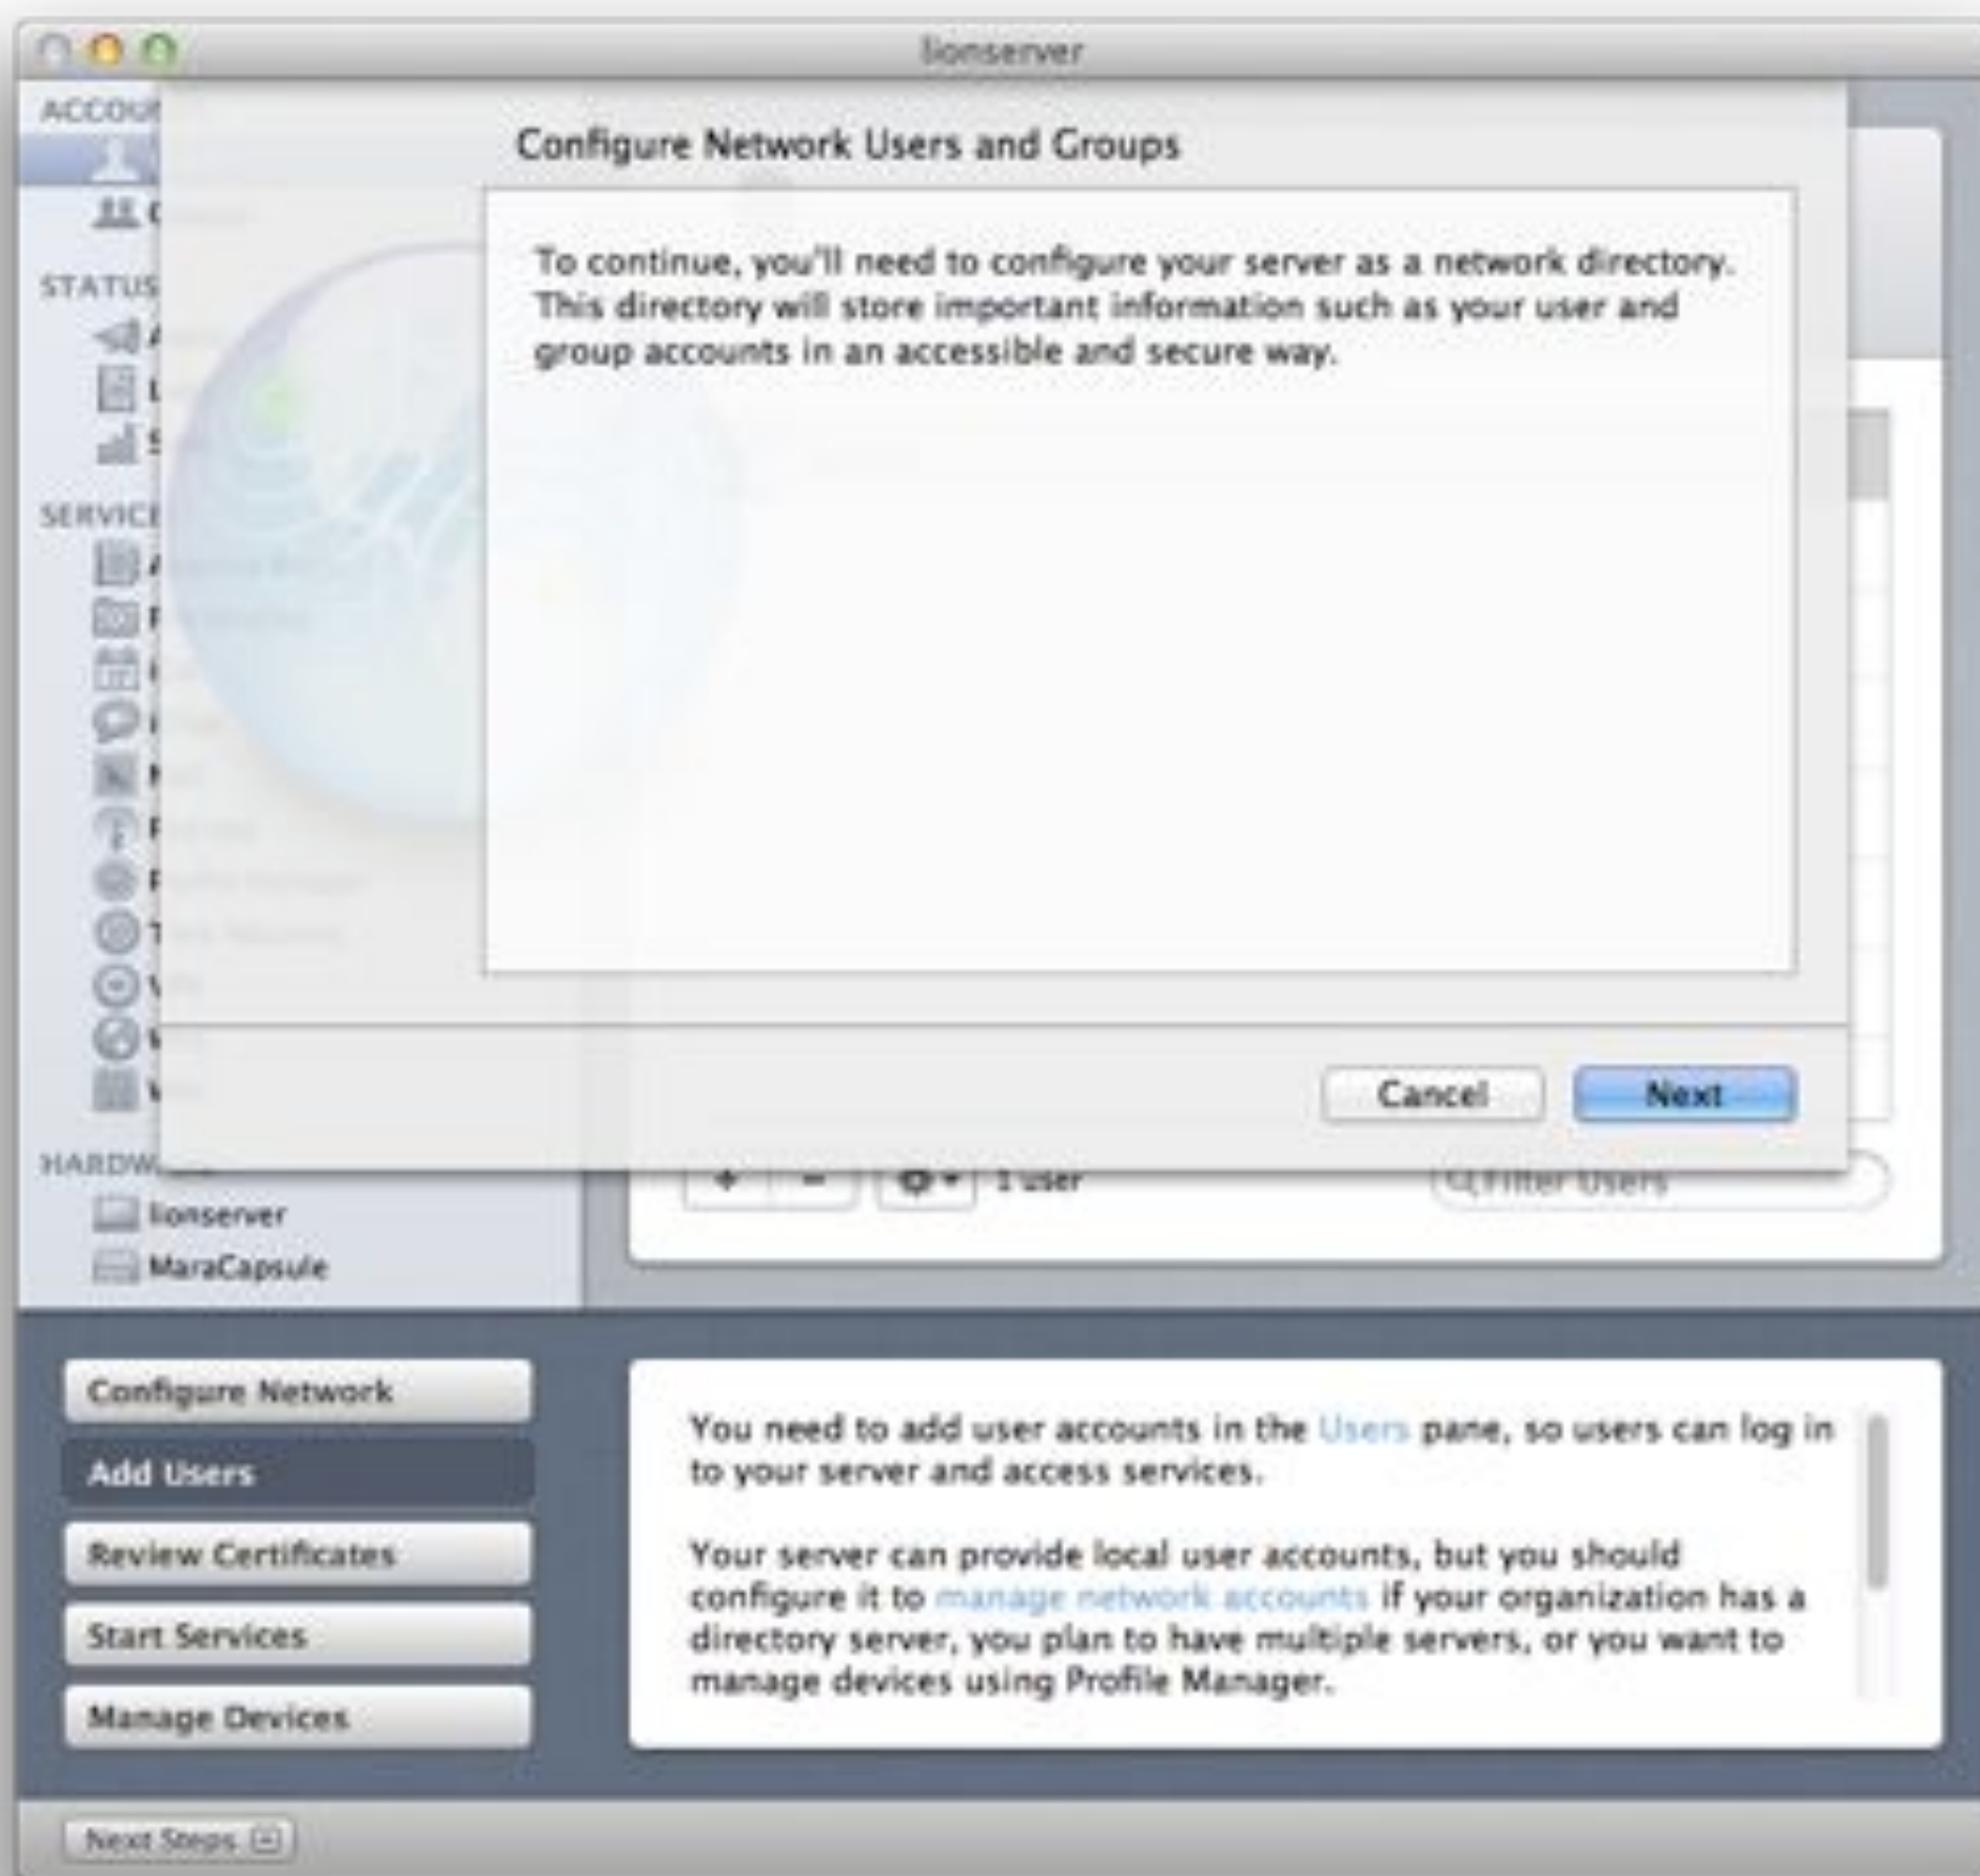 lionserver
Configure Network Users and Groups
To continue, you'll need to configure your server as a network directory.
This directory will store important information such as your user and
group accounts in an accessible and secure way.
Cancel
Next
STATUS
lionserver
MaraCapsule
1 user
Filter Users
Configure Network
Add Users
Review Certificates
Start Services
Manage Devices
You need to add user accounts in the Users pane, so users can log in
to your server and access services.
Your server can provide local user accounts, but you should
configure it to manage network accounts if your organization has a
directory server, you plan to have multiple servers, or you want to
manage devices using Profile Manager.
Next Steps